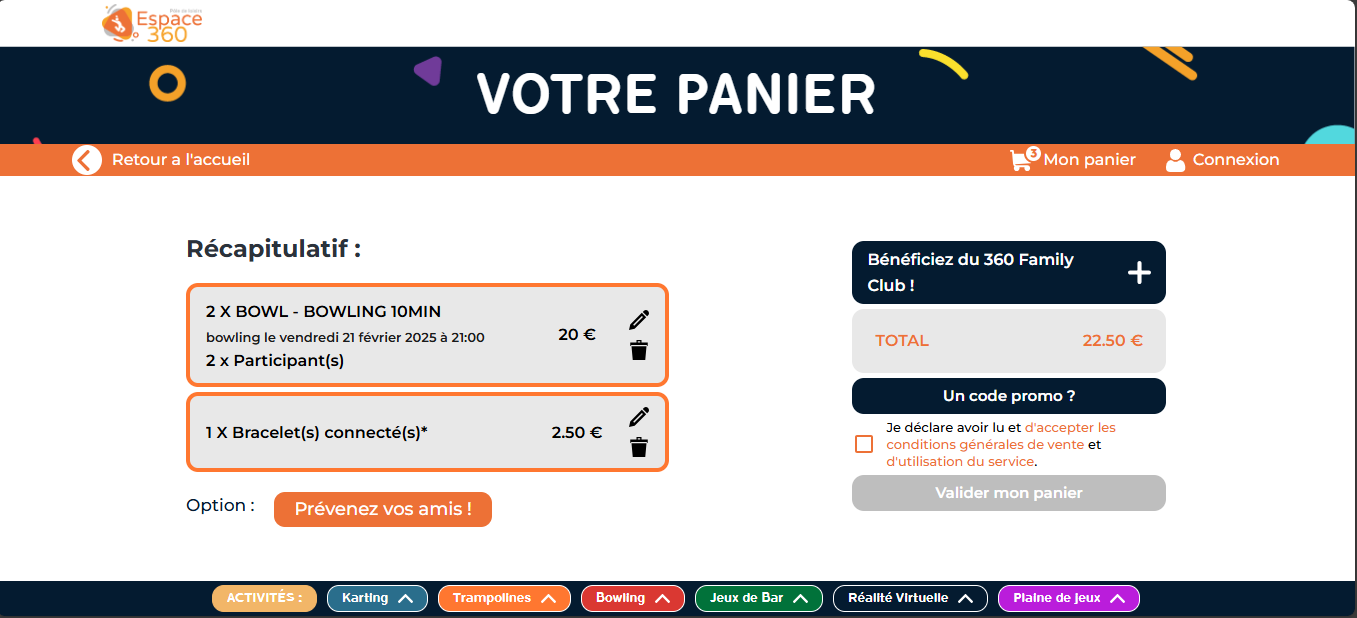 Pôle de loisirs
Espace
360
VOTRE PANIER
Retour a l'accueil
3
Mon panier
Connexion
Récapitulatif :
2 X BOWL - BOWLING 10MIN
bowling le vendredi 21 février 2025 à 21:00
2 x Participant(s)
20 €
1 X Bracelet(s) connecté(s)*
2.50 €
Option :
Prévenez vos amis !
Bénéficiez du 360 Family
Club !
TOTAL
22.50 €
Un code promo ?
Je déclare avoir lu et d'accepter les
conditions générales de vente et
d'utilisation du service.
Valider mon panier
ACTIVITÉS :
Karting
Trampolines
Bowling
Jeux de Bar
Réalité Virtuelle
Plaine de jeux